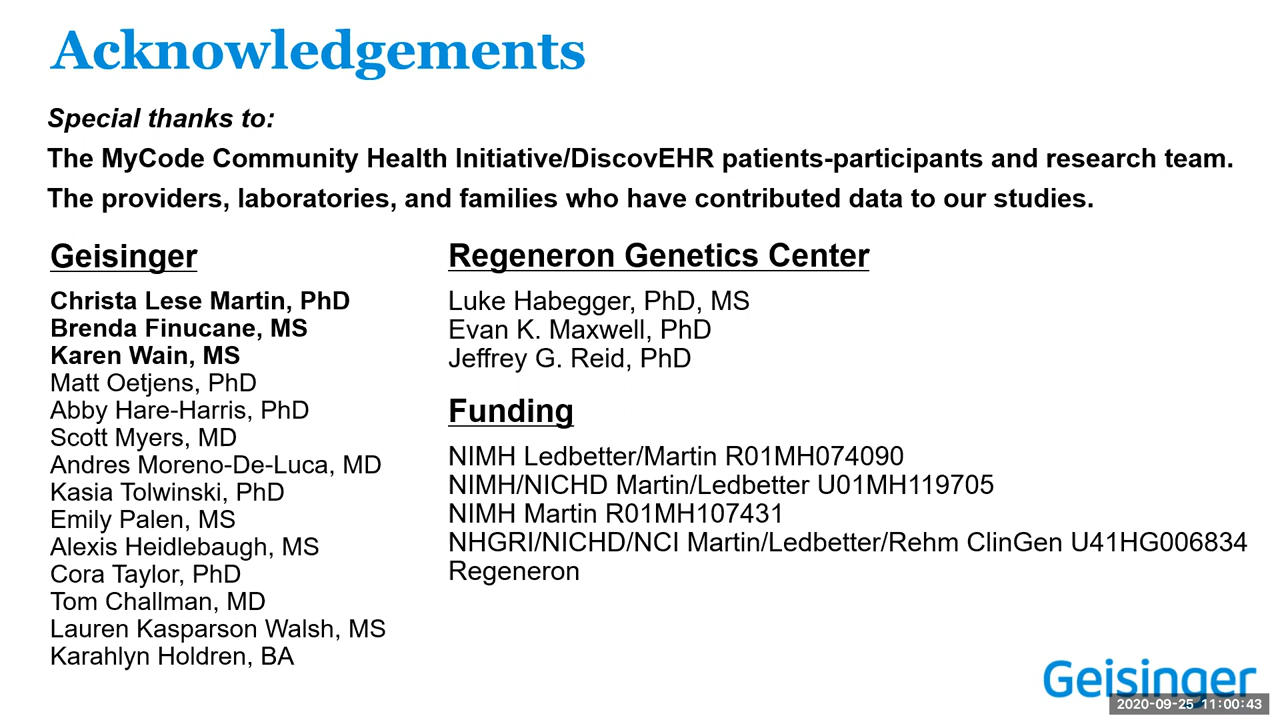 Acknowledgements
Special thanks to:
The MyCode Community Health Initiative/DiscovEHR patients-participants and research team.
The providers, laboratories, and families who have contributed data to our studies.
Geisinger
Christa Lese Martin, PhD
Brenda Finucane, MS
Karen Wain, MS
Matt Oetjens, PhD
Abby Hare-Harris, PhD
Scott Myers, MD
Andres Moreno-De-Luca, MD
Kasia Tolwinski, PhD
Emily Palen, MS
Alexis Heidlebaugh, MS
Cora Taylor, PhD
Tom Challman, MD
Lauren Kasparson Walsh, MS
Karahlyn Holdren, BA
Regeneron Genetics Center
Luke Habegger, PhD, MS
Evan K. Maxwell, PhD
Jeffrey G. Reid, PhD
Funding
NIMH Ledbetter/Martin R01MH074090
NIMH/NICHD Martin/Ledbetter U01MH119705
NIMH Martin R01MH107431
NHGRI/NICHD/NCI Martin/Ledbetter/Rehm ClinGen U41HG006834
Regeneron
Geisinger
2020-09-25 11:00:43